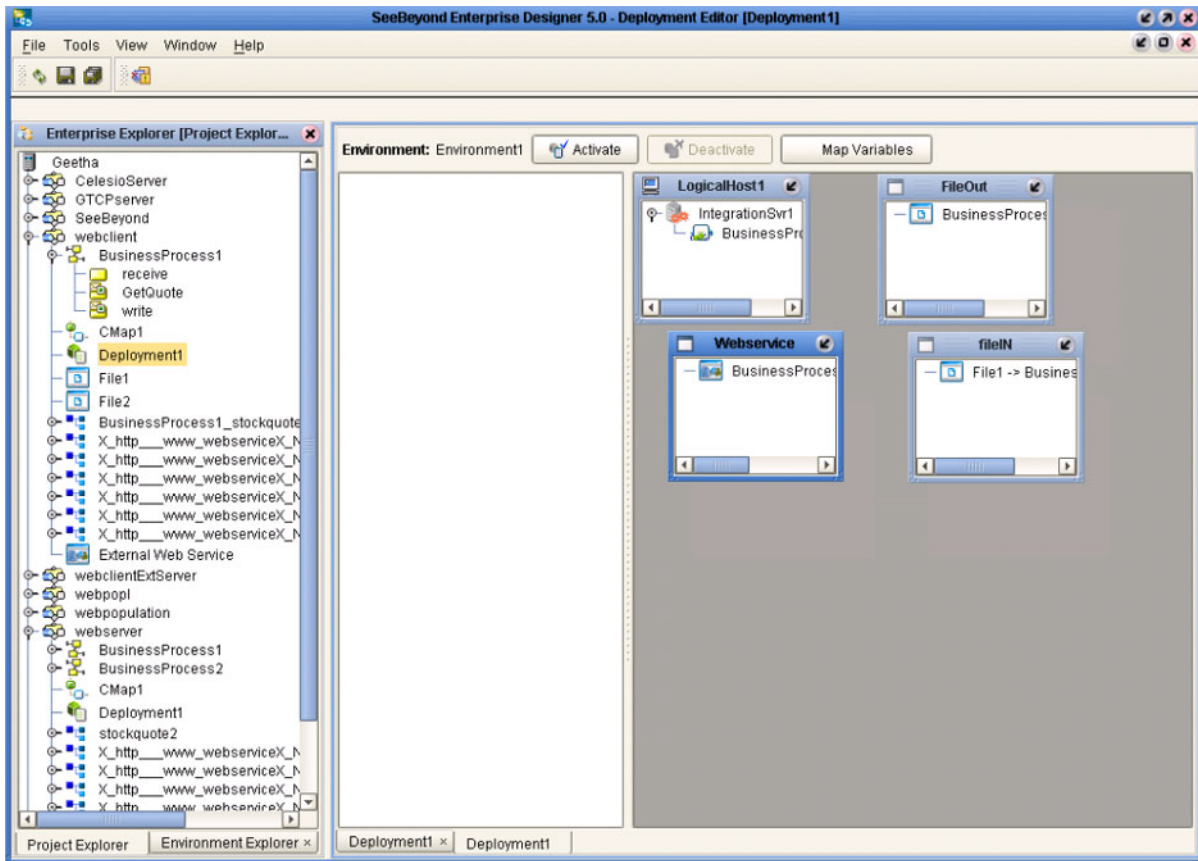 SeeBeyond Enterprise Designer 5.0 - Deployment Editor [Deployment1]
File Tools View Window Help
Enterprise Explorer [Project Explor...
Geetha
CelesioServer
GTCPserver
SeeBeyond
webclient
BusinessProcess1
receive
GetQuote
write
CMap1
Deployment1
File1
File2
BusinessProcess1_stockquote
X_http___www_webserviceX_N
X_http___www_webserviceX_N
X_http___www_webserviceX_N
X_http___www_webserviceX_N
X_http___www_webserviceX_N
X_http___www_webserviceX_N
External Web Service
webclientExtServer
webpopl
webpopulation
webserver
BusinessProcess1
BusinessProcess2
CMap1
Deployment1
stockquote2
X_http___www_webserviceX_N
X_http___www_webserviceX_N
X_http___www_webserviceX_N
X_http___www_webserviceX_N
Project Explorer
Environment Explorer ×
Environment: Environment1 Activate Deactivate Map Variables
LogicalHost1
IntegrationSvr1
BusinessPro
FileOut
BusinessProces
Webservice
BusinessProces
fileIN
File1 -> Busines
Deployment1 ×
Deployment1